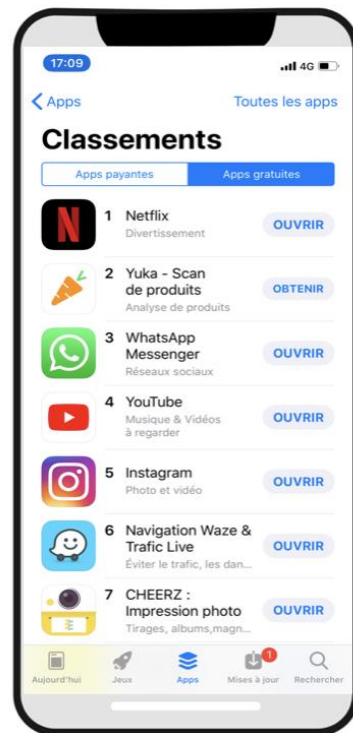 17:09
4G
Apps
Toutes les apps
Classements
Apps payantes
Apps gratuites
1 Netflix
Divertissement
OUVRIR
2 Yuka - Scan
de produits
Analyse de produits
OBTENIR
3 WhatsApp
Messenger
Réseaux sociaux
OUVRIR
4 YouTube
Musique & Vidéos
à regarder
OUVRIR
5 Instagram
Photo et vidéo
OUVRIR
6 Navigation Waze &
Trafic Live
Éviter le trafic, les dan...
OUVRIR
7 CHEERZ :
Impression photo
Tirages, albums,magn...
OUVRIR
1
Aujourd'hui
Jeux
Apps
Mises à jour
Rechercher